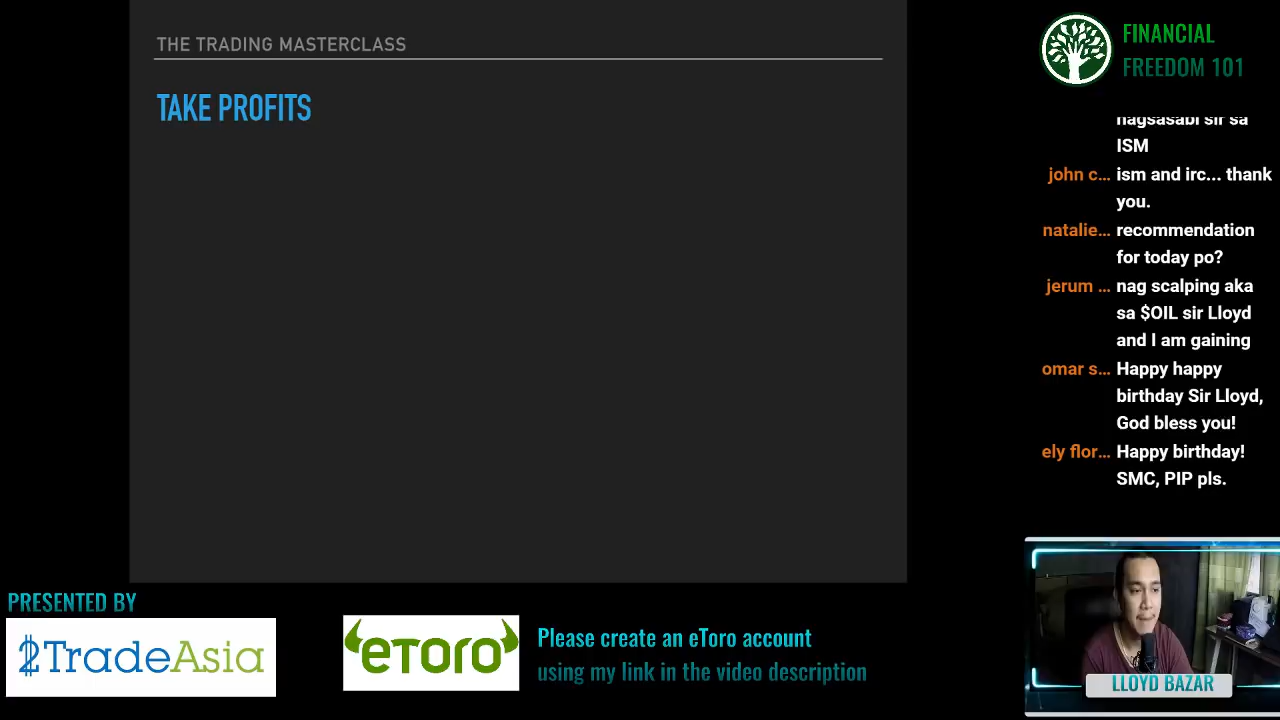 THE TRADING MASTERCLASS
TAKE PROFITS
FINANCIAL
FREEDOM 101
nagsasabi sir sa
ISM
john c... ism and irc... thank
you.
natalie... recommendation
for today po?
jerum ... nag scalping aka
sa $OIL sir Lloyd
and I am gaining
omar s... Happy happy
birthday Sir Lloyd,
God bless you!
ely flor... Happy birthday!
SMC, PIP pls.
PRESENTED BY
2TradeAsia
eToro
Please create an eToro account
using my link in the video description
LLOYD BAZAR